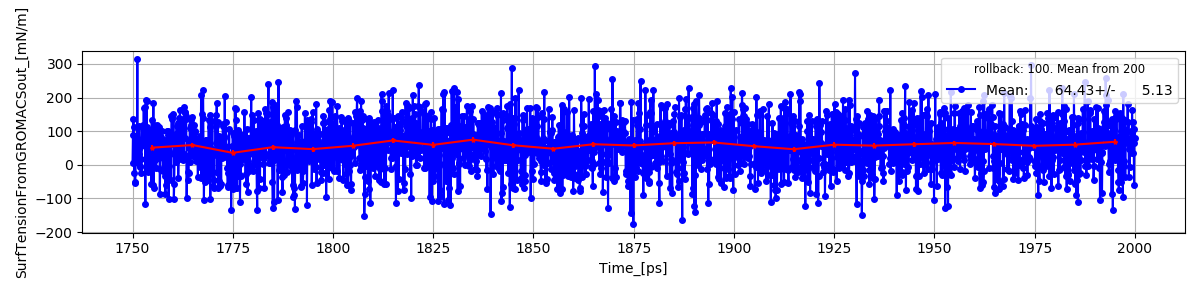 SurfTensionFromGROMACSout_[mN/m]
300
200
100
0
−100
−200
rollback: 100. Mean from 200
Mean: 64.43+/- 5.13
1750 1775 1800 1825 1850 1875 1900 1925 1950 1975 2000
Time_[ps]